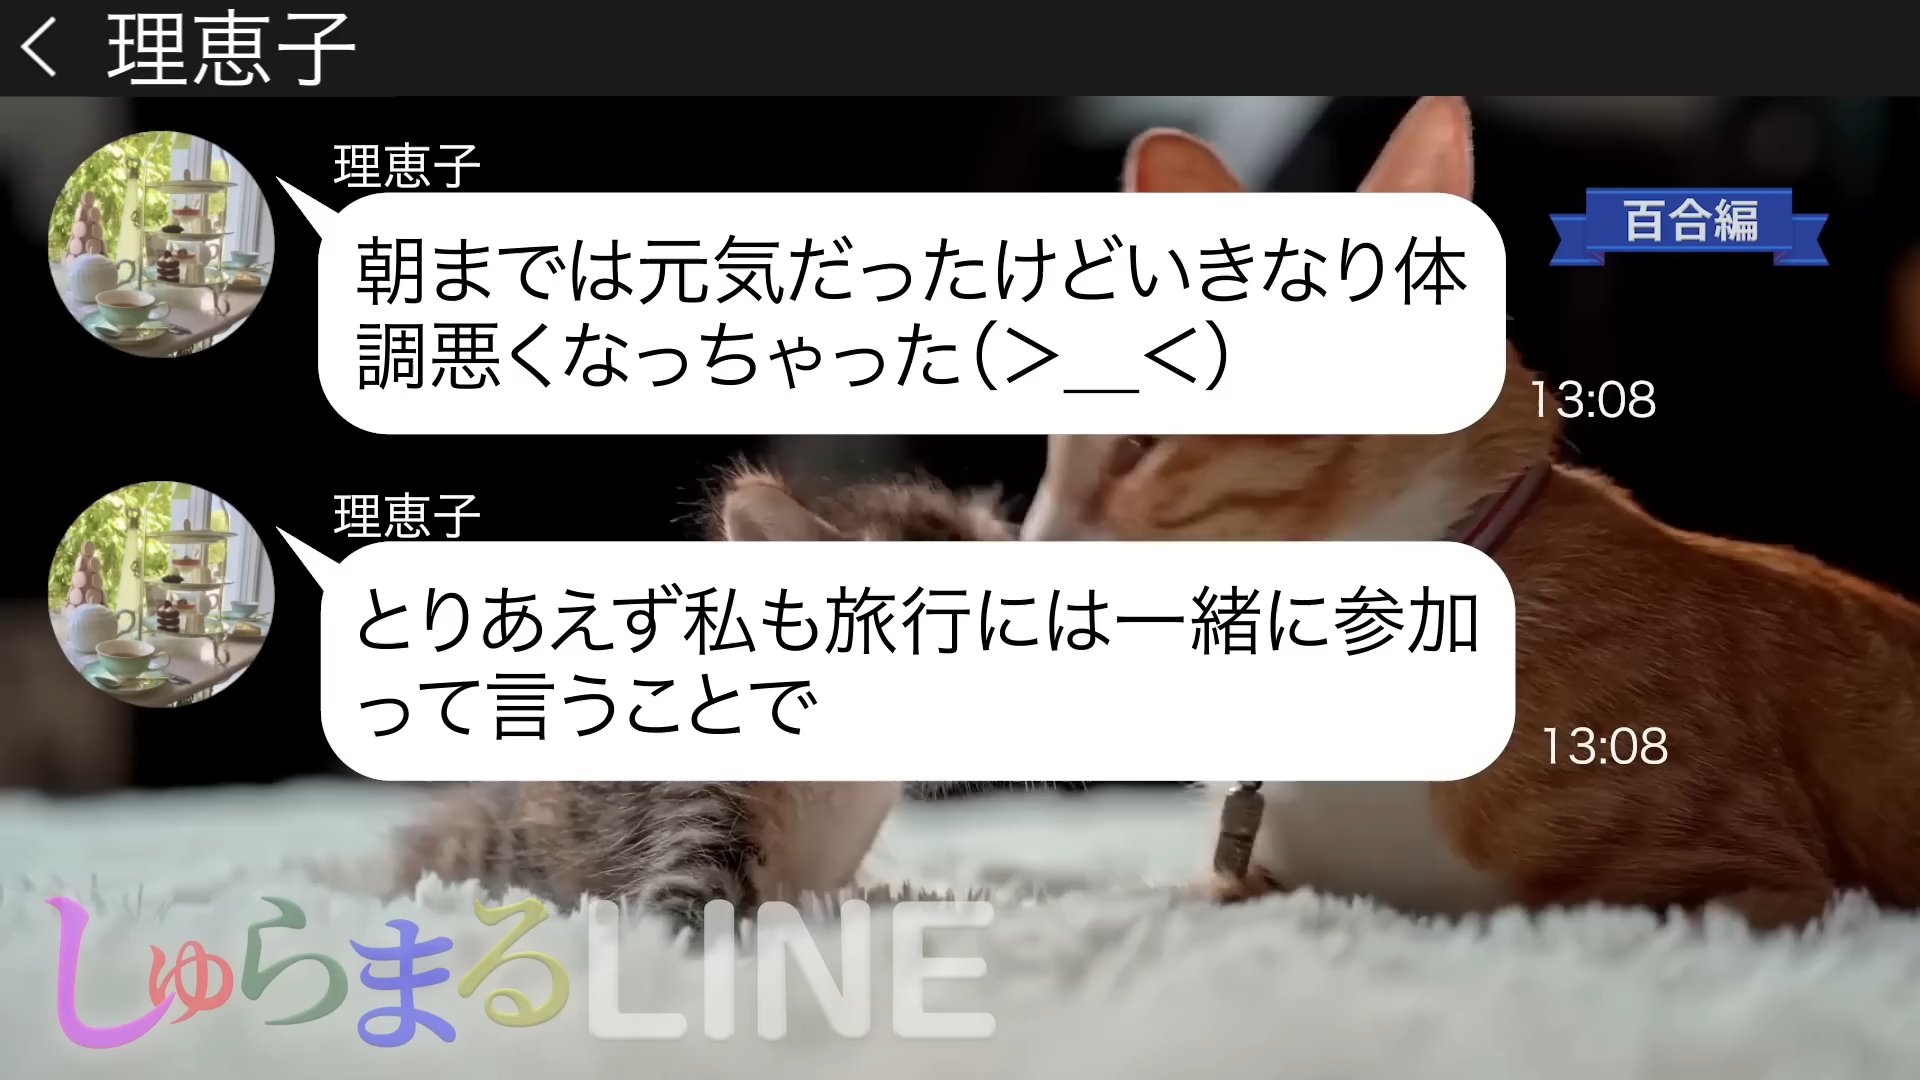 理恵子
理恵子
朝までは元気だったけどいきなり体
調悪くなっちゃった(>__<)
13:08
百合編
理恵子
とりあえず私も旅行には一緒に参加
って言うことで
13:08
しゅらまるLINE